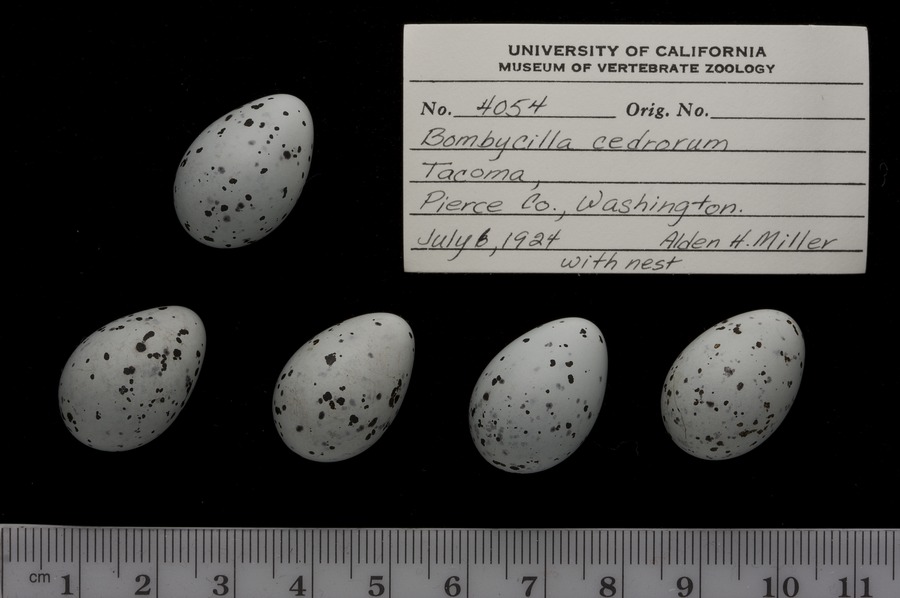 UNIVERSITY OF CALIFORNIA
MUSEUM OF VERTEBRATE ZOOLOGY
No. 4054 Orig. No.
Bombycilla cedrorum
Tacoma,
Pierce Co., Washington.
July 6, 1924 Alden H. Miller
with nest
cm 1 2 3 4 5 6 7 8 9 10 11